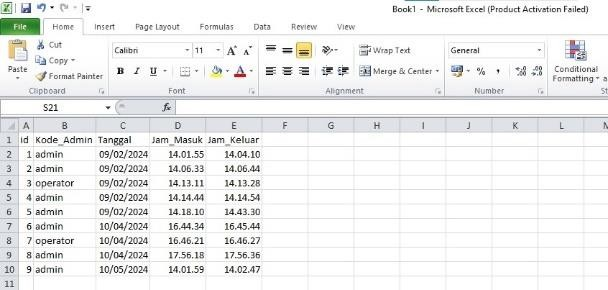 Book1 - Microsoft Excel (Product Activation Failed)
File Home Insert Page Layout Formulas Data Review View
Paste
Cut
Copy
Format Painter
Clipboard
Calibri 11 A A
B I U A
Font
Wrap Text
Merge & Center
Alignment
General
% ,
Number
Conditional
Formatting
S21 fx
A B C D E F G H I J K L
1 id Kode_Admin Tanggal Jam_Masuk Jam_Keluar
2 1 admin 09/02/2024 14.01.55 14.04.10
3 2 admin 09/02/2024 14.06.33 14.06.44
4 3 operator 09/02/2024 14.13.11 14.13.28
5 4 admin 09/02/2024 14.14.44 14.14.54
6 5 admin 09/02/2024 14.18.10 14.43.30
7 6 admin 10/04/2024 16.44.34 16.45.44
8 7 operator 10/04/2024 16.46.21 16.46.27
9 8 admin 10/04/2024 17.56.18 17.56.36
10 9 admin 10/05/2024 14.01.59 14.02.47
11